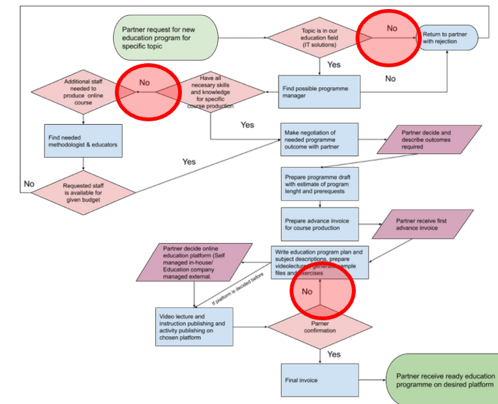 Partner request for new
education program for
specific topic
Topic is in our
education field
(IT solutions)
No
Return to partner
with rejection
Yes
No
Find possible programme
manager
Additional staff
needed to
produce online
course
No
Have all
necesary skills
and knowledge
for specific
course production
Yes
Find needed
methodologist & educators
Yes
Make negotiation of
needed programme
outcome with partner
Partner decide and
describe outcomes
required
No
Requested staff
is available for
given budget
Prepare programme draft
with estimate of program
lenght and prerequests
Prepare advance invoice
for course production
Partner receive first
advance invoice
Partner decide online
education platform (Self
managed in-house/
Education company
managed external.
Write education program plan and
subject descriptions, prepare
files and exercises
No
If platform is decided before
Video lecture and
instruction publishing and
activity publishing on
chosen platform
Parner
confirmation
Yes
Final invoice
Partner receive ready education
programme on desired platform